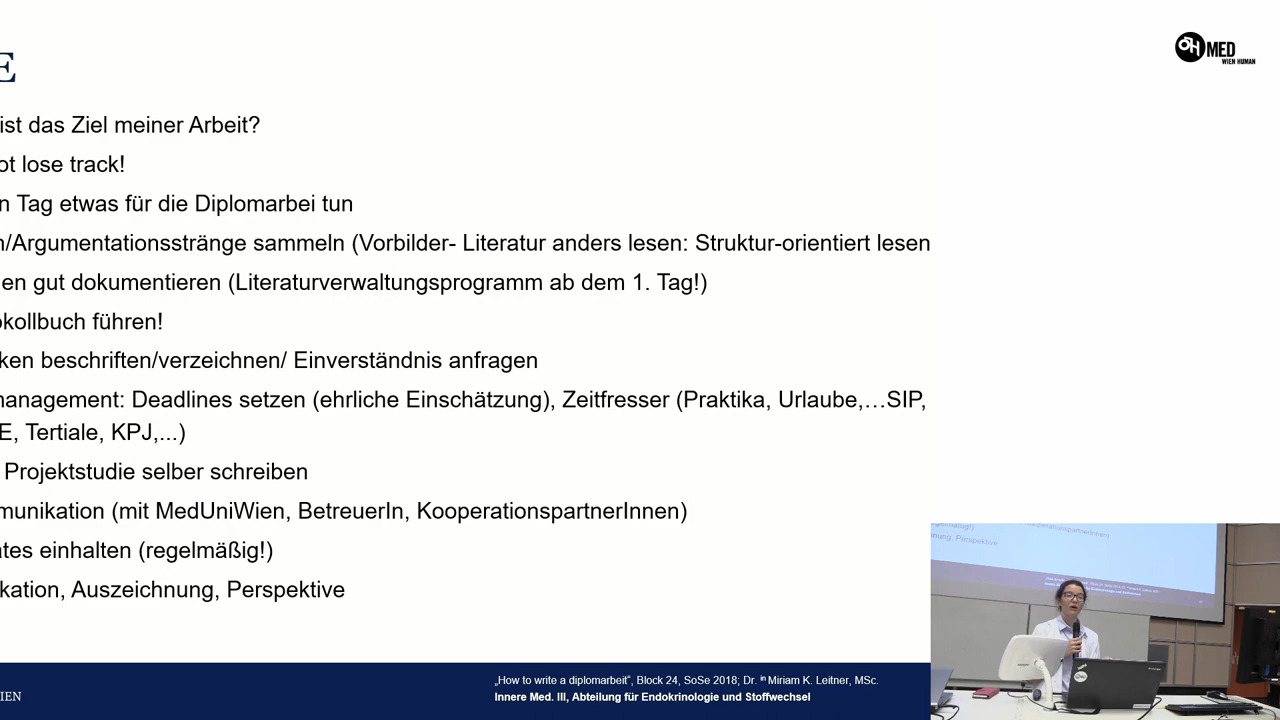 E
ÖH MED
WIEN HUMAN
ist das Ziel meiner Arbeit?
ot lose track!
n Tag etwas für die Diplomarbei tun
n/Argumentationsstränge sammeln (Vorbilder- Literatur anders lesen: Struktur-orientiert lesen
en gut dokumentieren (Literaturverwaltungsprogramm ab dem 1. Tag!)
okollbuch führen!
ken beschriften/verzeichnen/ Einverständnis anfragen
management: Deadlines setzen (ehrliche Einschätzung), Zeitfresser (Praktika, Urlaube,…SIP,
E, Tertiale, KPJ,...)
Projektstudie selber schreiben
munikation (mit MedUniWien, BetreuerIn, KooperationspartnerInnen)
ates einhalten (regelmäßig!)
kation, Auszeichnung, Perspektive
IEN
„How to write a diplomarbeit", Block 24, SoSe 2018; Dr. in Miriam K. Leitner, MSc.
Innere Med. III, Abteilung für Endokrinologie und Stoffwechsel